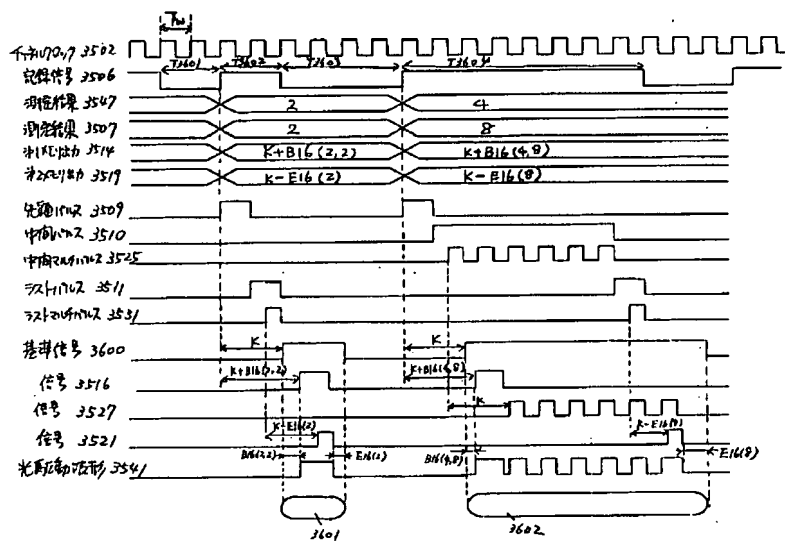 Tw
チャネルクロック 3502
T3601 T3602 T3603 T3604
記録信号 3506
測定結果 3547 2 4
測定結果 3507 2 8
第1メモリ出力 3514 K+B16(2,2) K+B16(4,8)
第2メモリ出力 3519 K-E16(2) K-E16(8)
先頭パルス 3509
中間パルス 3510
中間マルチパルス 3525
ラストパルス 3511
ラストマルチパルス 3531
基準信号 3600 K K
信号 3516 K+B16(2,2) K+B16(4,8)
信号 3527 K
信号 3521 K-E16(2) K-E16(8)
B16(2,2) E16(2) B16(4,8) E16(8)
光駆動波形 3541
3601 3602